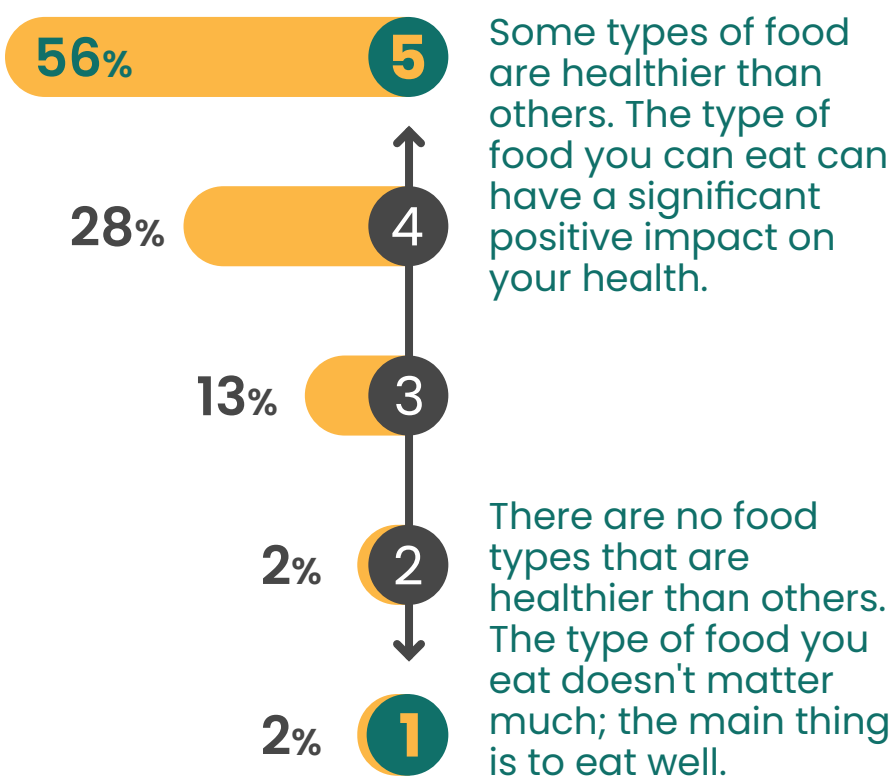 56% 5
Some types of food
are healthier than
others. The type of
food you can eat can
have a significant
positive impact on
your health.
28% 4
13% 3
2% 2
There are no food
types that are
healthier than others.
The type of food you
eat doesn't matter
much; the main thing
is to eat well.
2% 1